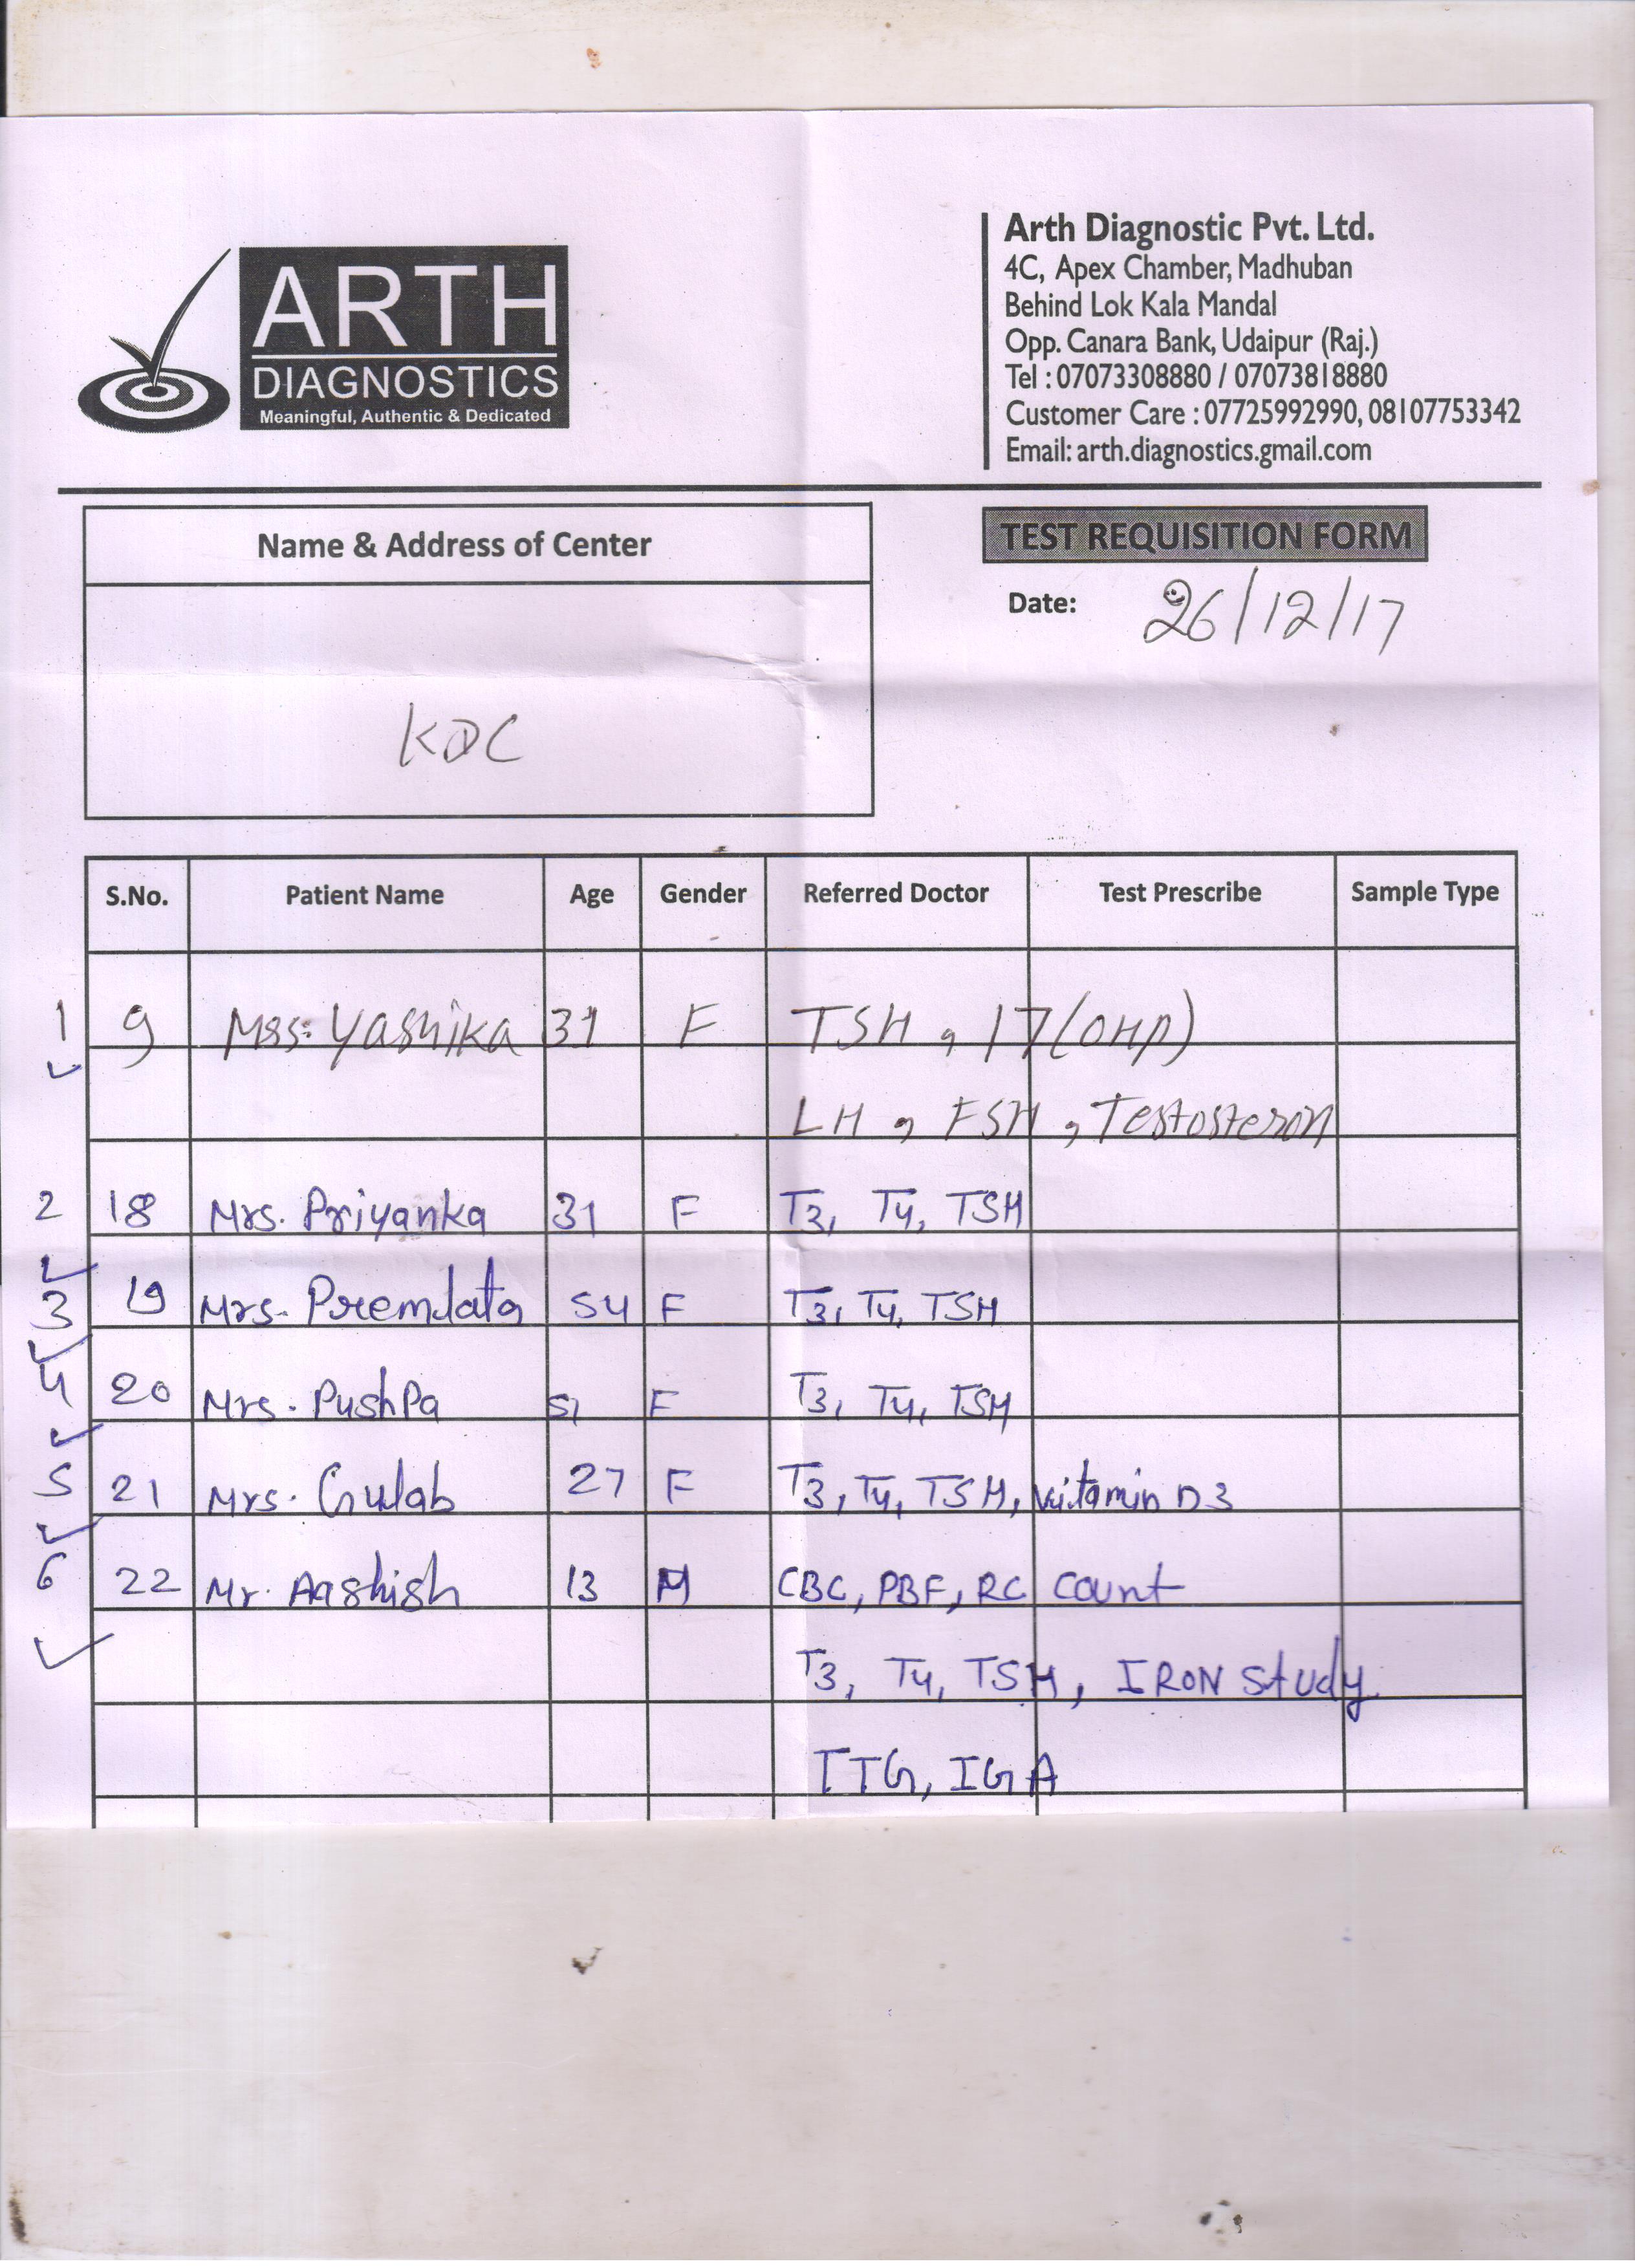 ARTH
DIAGNOSTICS
Meaningful, Authentic & Dedicated
Arth Diagnostic Pvt. Ltd.
4C, Apex Chamber, Madhuban
Behind Lok Kala Mandal
Opp. Canara Bank, Udaipur (Raj.)
Tel : 07073308880 / 07073818880
Customer Care : 07725992990, 08107753342
Email: arth.diagnostics.gmail.com
Name & Address of Center
KDC
TEST REQUISITION FORM
Date: 26/12/17
S.No. Patient Name Age Gender Referred Doctor Test Prescribe Sample Type
1 9 Mss: Yashika 31 F TSH, 17(OHP)
LH, FSH, Testosteron
2 18 Mrs. Priyanka 31 F T3, T4, TSH
3 19 Mrs. Premlata 54 F T3, T4, TSH
4 20 Mrs. PushPa 51 F T3, T4, TSH
5 21 Mrs. Gulab 27 F T3, T4, TSH, vitamin D3
6 22 Mr. Aashish 13 M CBC, PBF, RC count
T3, T4, TSH, IRON study
TTG, IGA